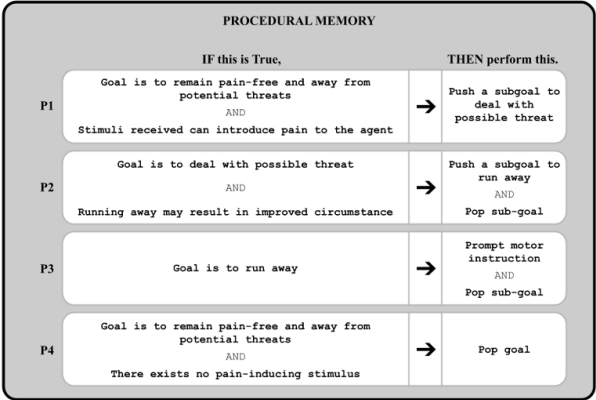 PROCEDURAL MEMORY
IF this is True,
THEN perform this.
P1
Goal is to remain pain-free and away from
potential threats
AND
Stimuli received can introduce pain to the agent
Push a subgoal to
deal with
possible threat
P2
Goal is to deal with possible threat
AND
Running away may result in improved circumstance
Push a subgoal to
run away
AND
Pop sub-goal
P3
Goal is to run away
Prompt motor
instruction
AND
Pop sub-goal
P4
Goal is to remain pain-free and away from
potential threats
AND
There exists no pain-inducing stimulus
Pop goal